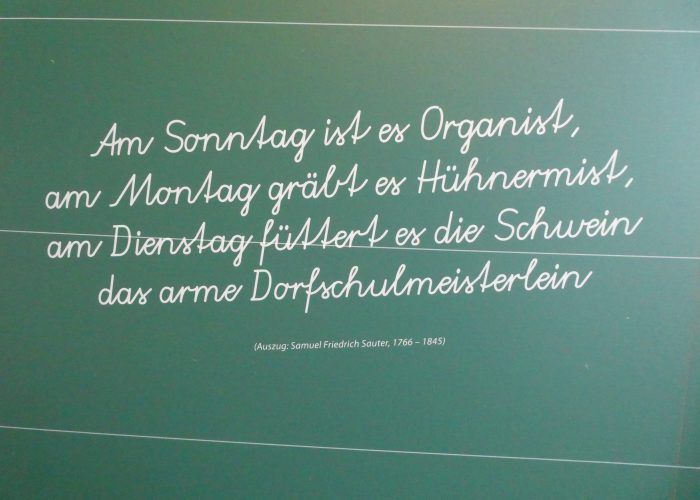 Am Sonntag ist es Organist,
am Montag gräbt es Hühnermist,
am Dienstag füttert es die Schwein
das arme Dorfschulmeisterlein
(Auszug: Samuel Friedrich Sauter, 1766 – 1845)